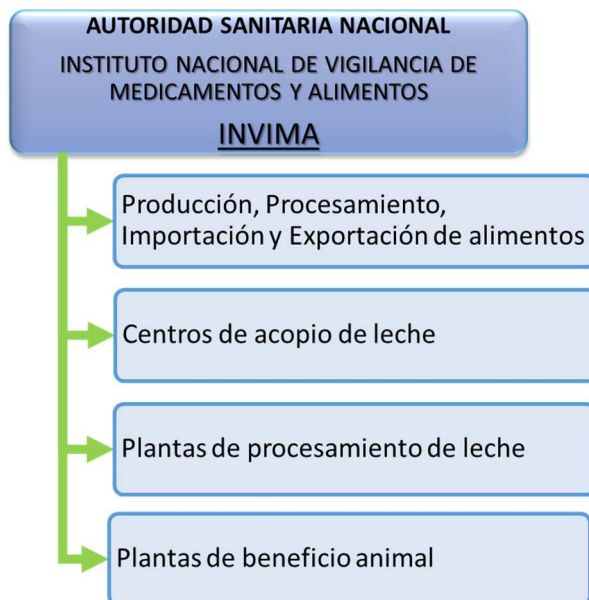 AUTORIDAD SANITARIA NACIONAL
INSTITUTO NACIONAL DE VIGILANCIA DE
MEDICAMENTOS Y ALIMENTOS
INVIMA
Producción, Procesamiento,
Importación y Exportación de alimentos
Centros de acopio de leche
Plantas de procesamiento de leche
Plantas de beneficio animal